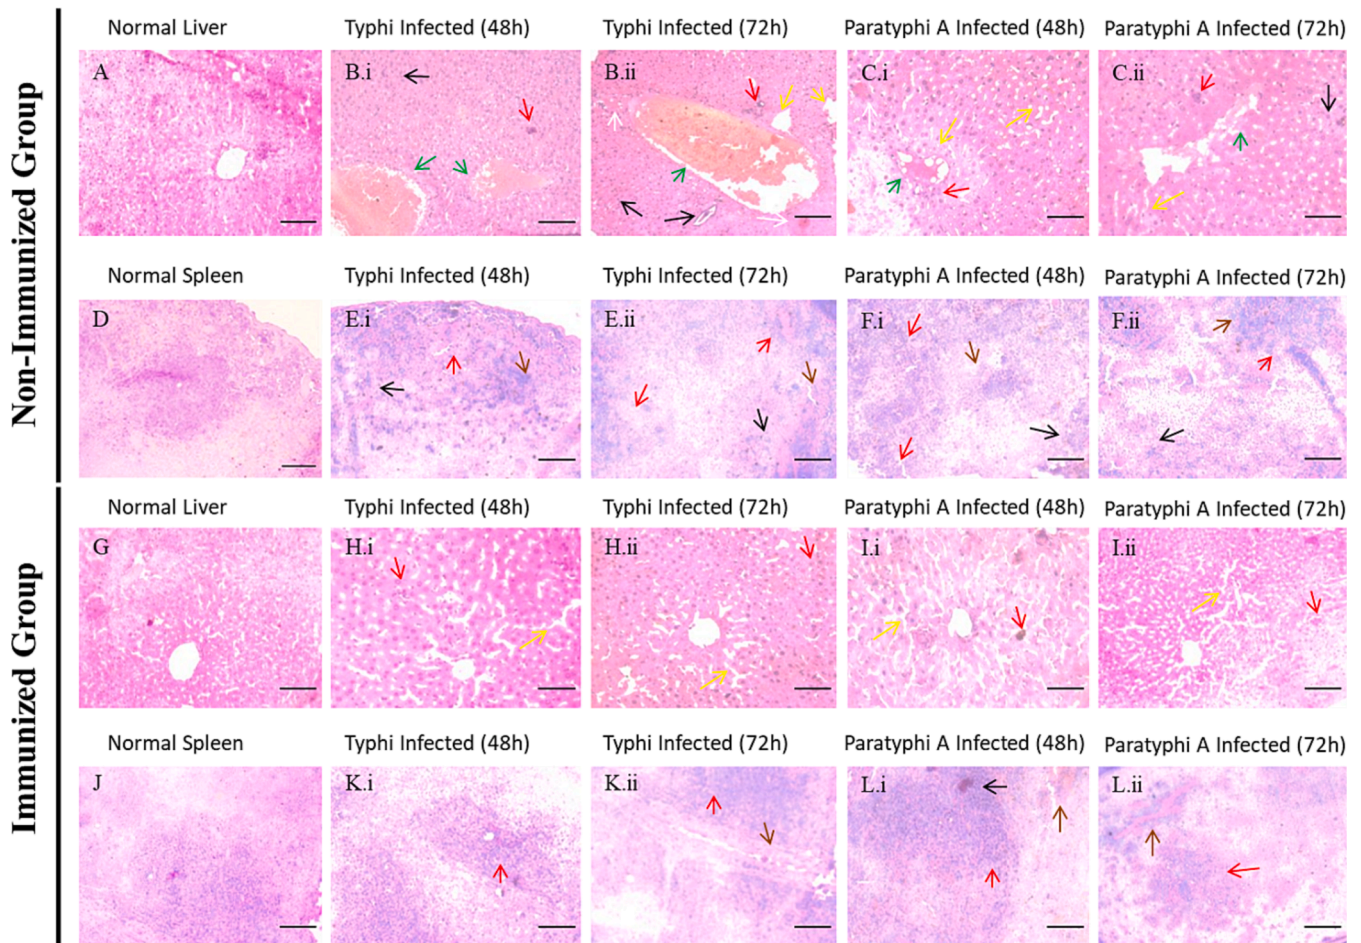 Non-Immunized Group
Normal Liver
Typhi Infected (48h)
Typhi Infected (72h)
Paratyphi A Infected (48h)
Paratyphi A Infected (72h)
A
B.i
B.ii
C.i
C.ii
Normal Spleen
Typhi Infected (48h)
Typhi Infected (72h)
Paratyphi A Infected (48h)
Paratyphi A Infected (72h)
D
E.i
E.ii
F.i
F.ii
Immunized Group
Normal Liver
Typhi Infected (48h)
Typhi Infected (72h)
Paratyphi A Infected (48h)
Paratyphi A Infected (72h)
G
H.i
H.ii
I.i
I.ii
Normal Spleen
Typhi Infected (48h)
Typhi Infected (72h)
Paratyphi A Infected (48h)
Paratyphi A Infected (72h)
J
K.i
K.ii
L.i
L.ii